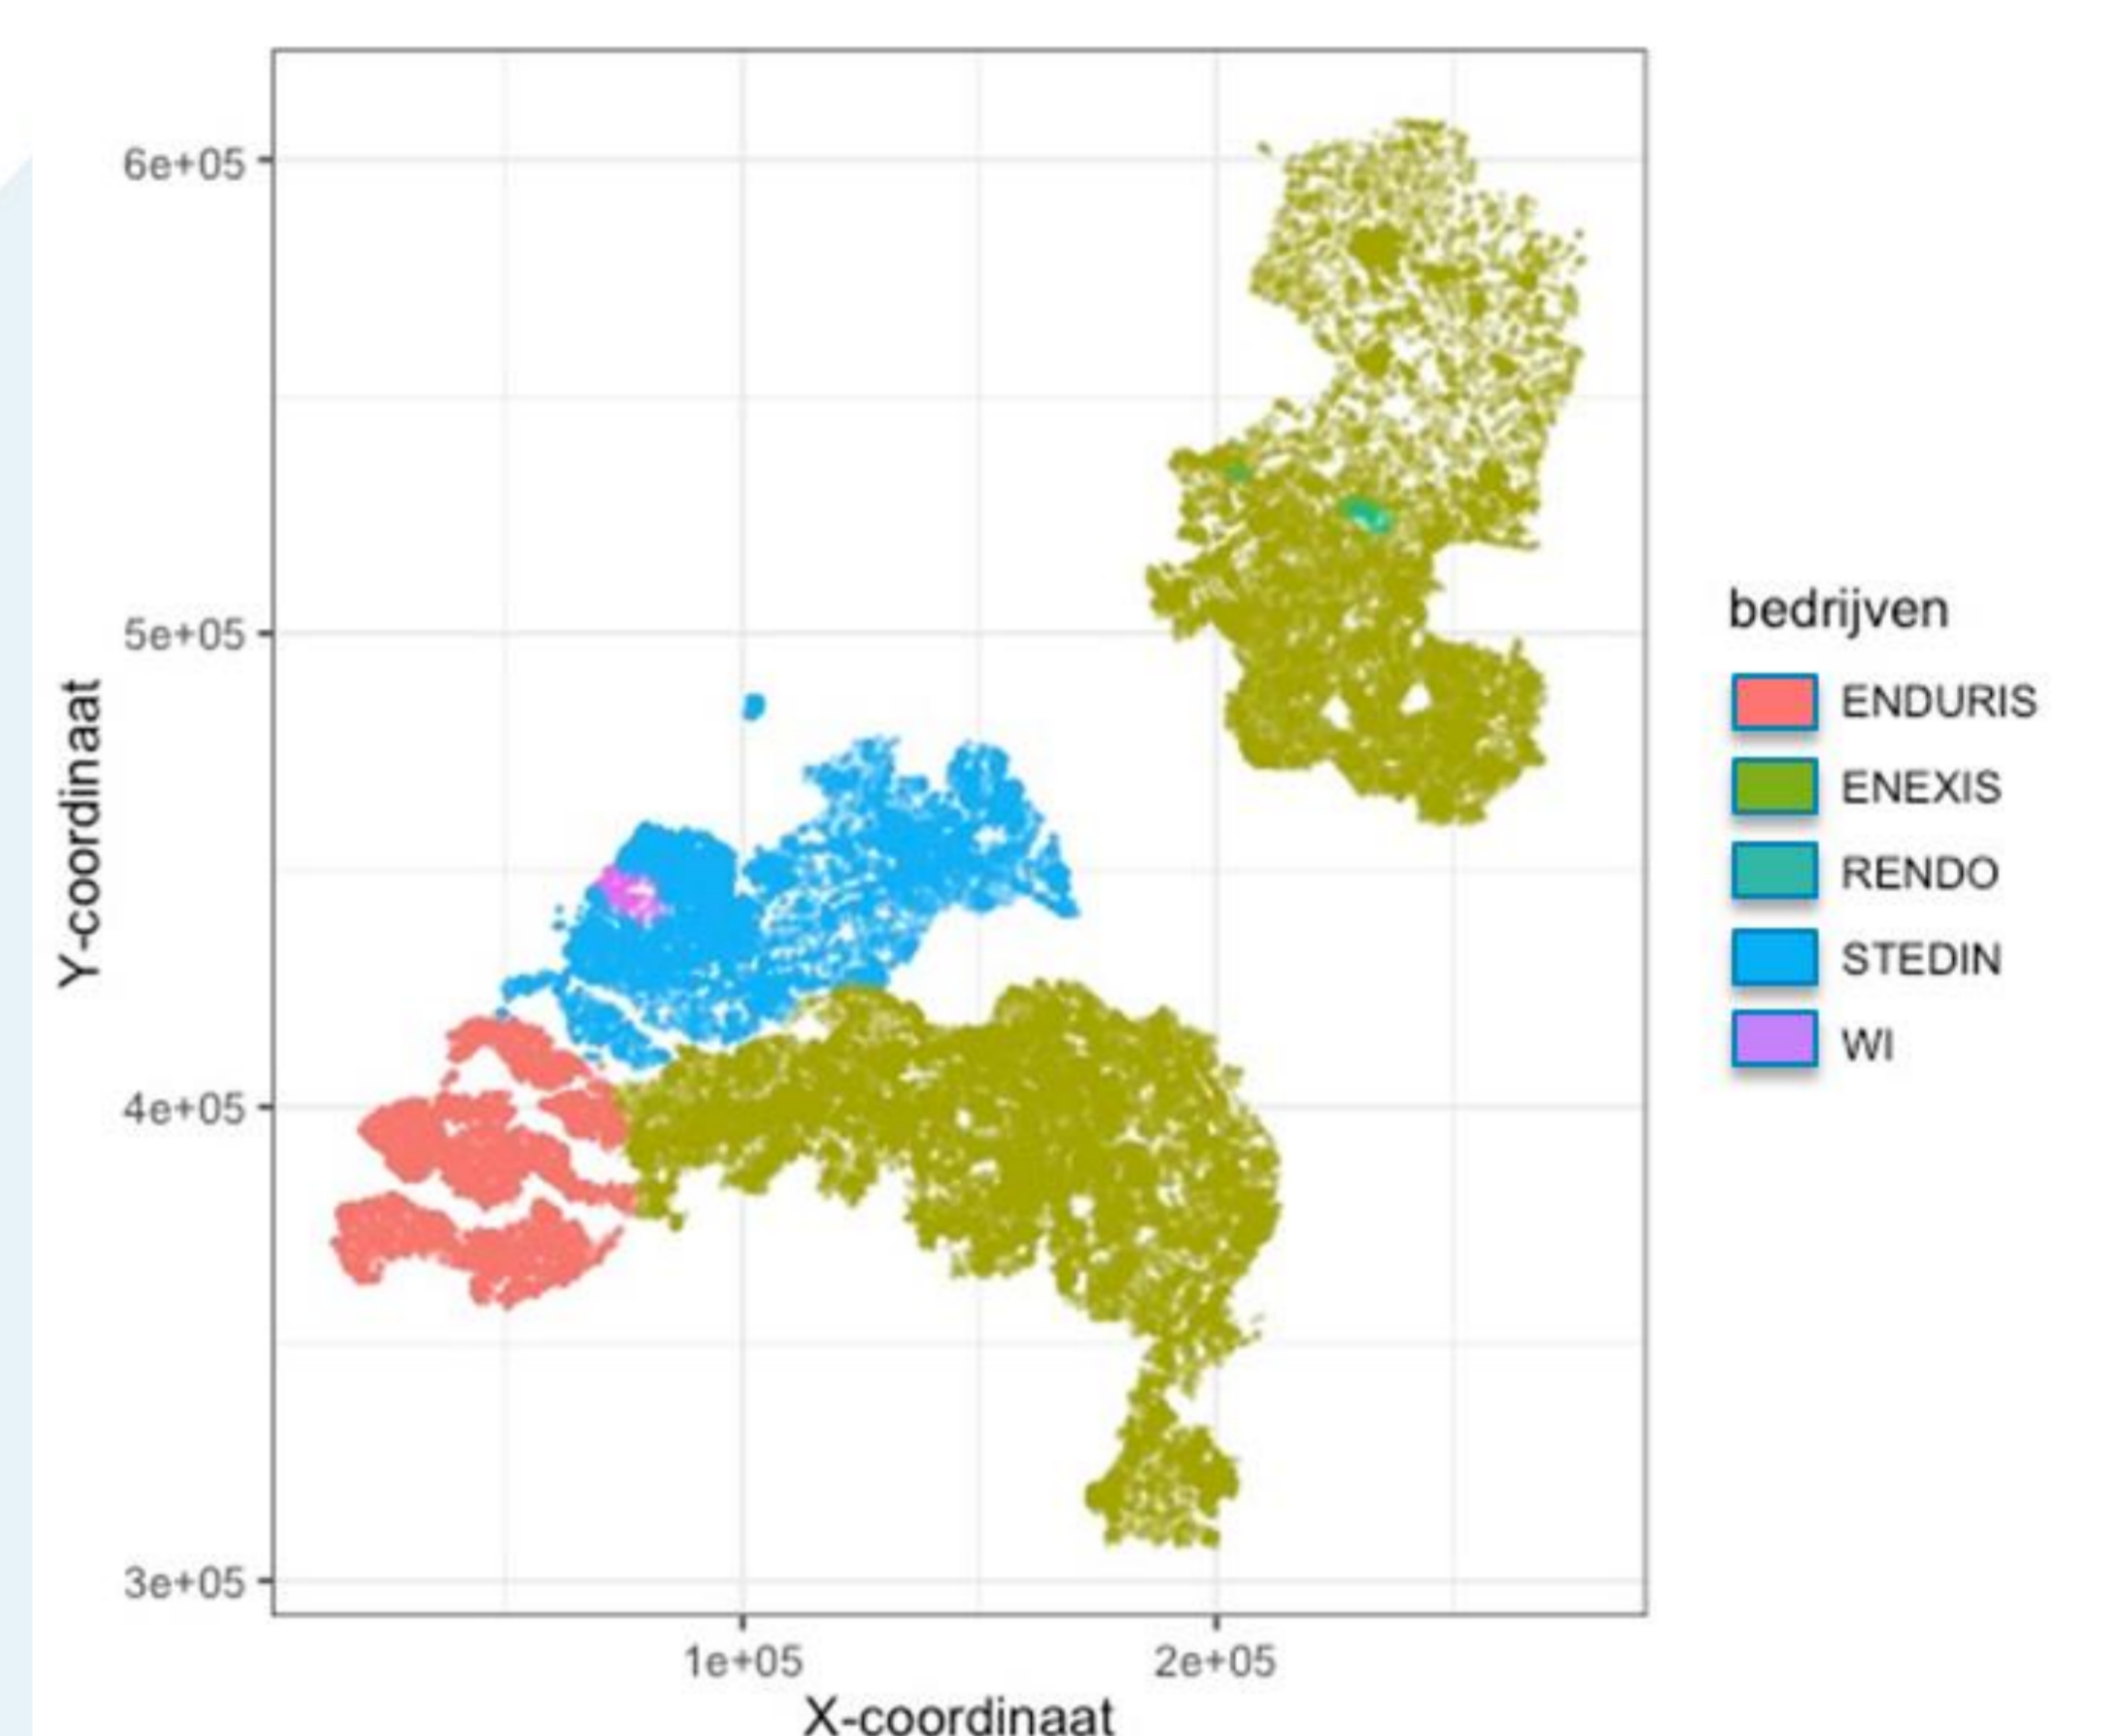 6e+05
5e+05
4e+05
3e+05
Y-coordinaat
1e+05
2e+05
X-coordinaat
bedrijven
ENDURIS
ENEXIS
RENDO
STEDIN
WI